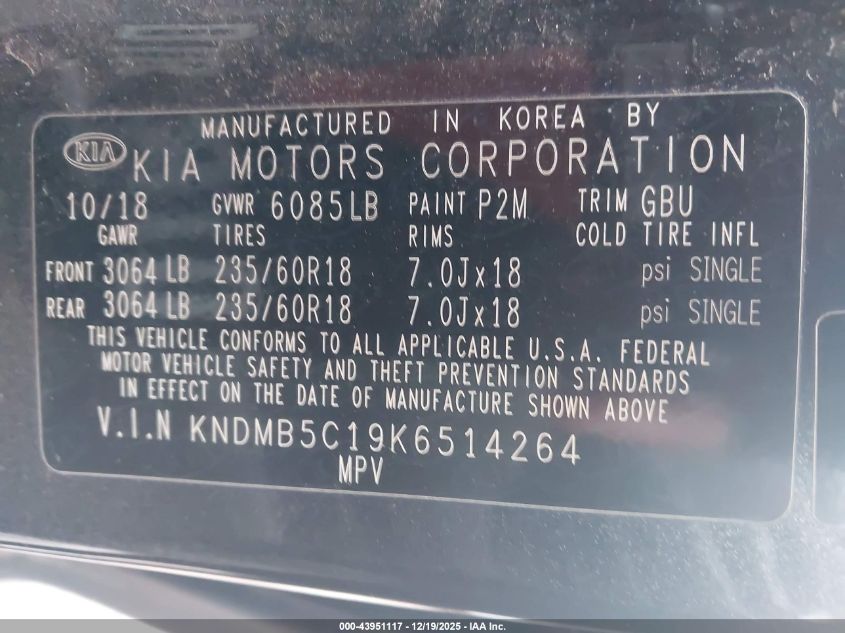 MANUFACTURED IN KOREA BY
KIA KIA MOTORS CORPORATION
10/18 GVWR 6085LB PAINT P2M TRIM GBU
GAWR TIRES RIMS COLD TIRE INFL
FRONT 3064 LB 235/60R18 7.0Jx18 psi SINGLE
REAR 3064 LB 235/60R18 7.0Jx18 psi SINGLE
THIS VEHICLE CONFORMS TO ALL APPLICABLE U.S.A. FEDERAL
MOTOR VEHICLE SAFETY AND THEFT PREVENTION STANDARDS
IN EFFECT ON THE DATE OF MANUFACTURE SHOWN ABOVE
V.I.N KNDMB5C19K6514264
MPV
000-43951117 - 12/19/2025 - IAA Inc.